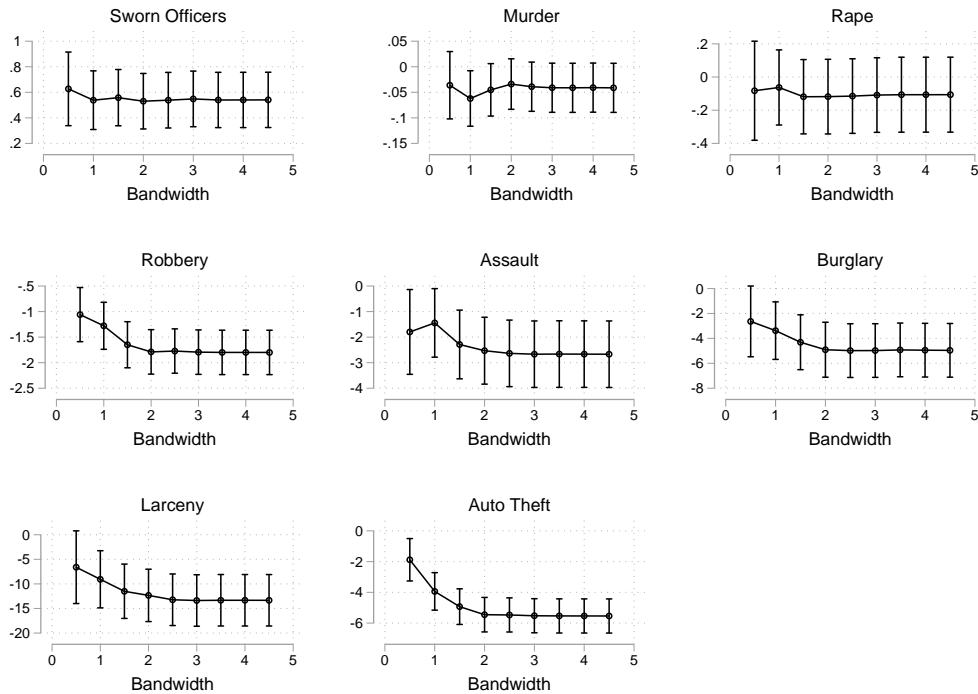 Sworn Officers
1
.8
.6
.4
.2
0 1 2 3 4 5
Bandwidth
Murder
.05
0
-.05
-.1
-.15
0 1 2 3 4 5
Bandwidth
Rape
.2
0
-.2
-.4
0 1 2 3 4 5
Bandwidth
Robbery
-.5
-1
-1.5
-2
-2.5
0 1 2 3 4 5
Bandwidth
Assault
0
-1
-2
-3
-4
0 1 2 3 4 5
Bandwidth
Burglary
0
-2
-4
-6
-8
0 1 2 3 4 5
Bandwidth
Larceny
0
-5
-10
-15
-20
0 1 2 3 4 5
Bandwidth
Auto Theft
0
-2
-4
-6
0 1 2 3 4 5
Bandwidth